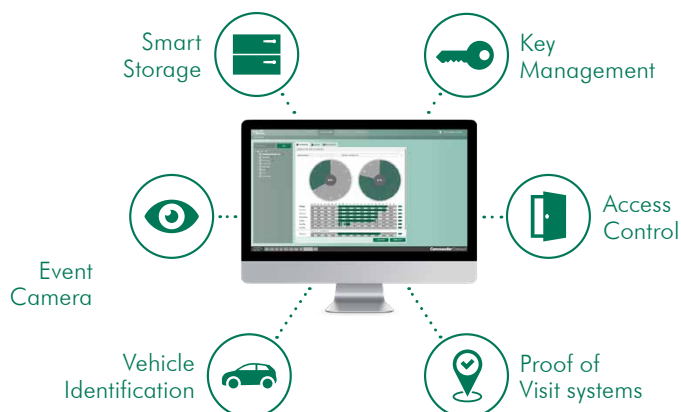 Smart
Storage
Key
Management
Event
Camera
Access
Control
Vehicle
Identification
Proof of
Visit systems